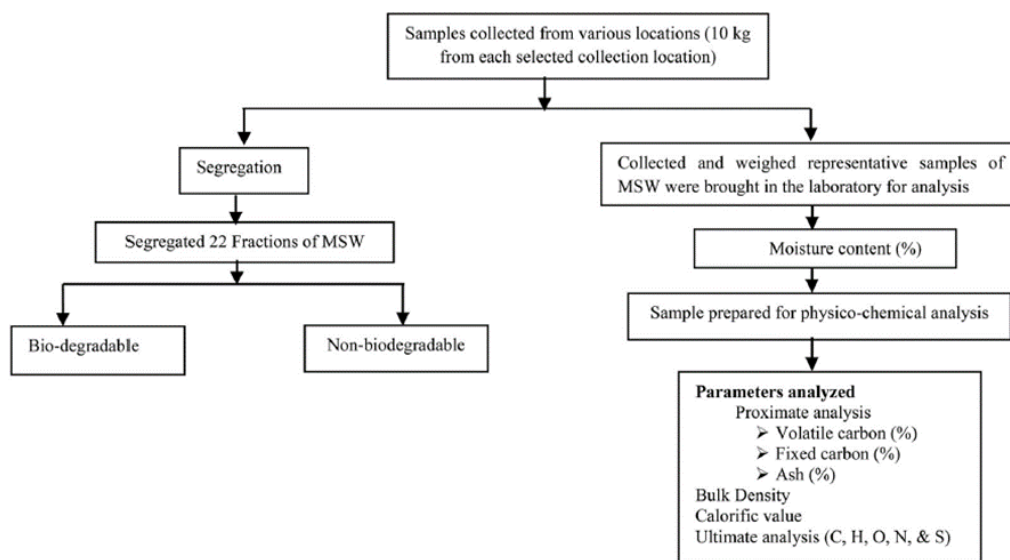 Samples collected from various locations (10 kg
from each selected collection location)
Segregation
Segregated 22 Fractions of MSW
Bio-degradable
Non-biodegradable
Collected and weighed representative samples of
MSW were brought in the laboratory for analysis
Moisture content (%)
Sample prepared for physico-chemical analysis
Parameters analyzed
Proximate analysis
➢ Volatile carbon (%)
➢ Fixed carbon (%)
➢ Ash (%)
Bulk Density
Calorific value
Ultimate analysis (C, H, O, N, & S)